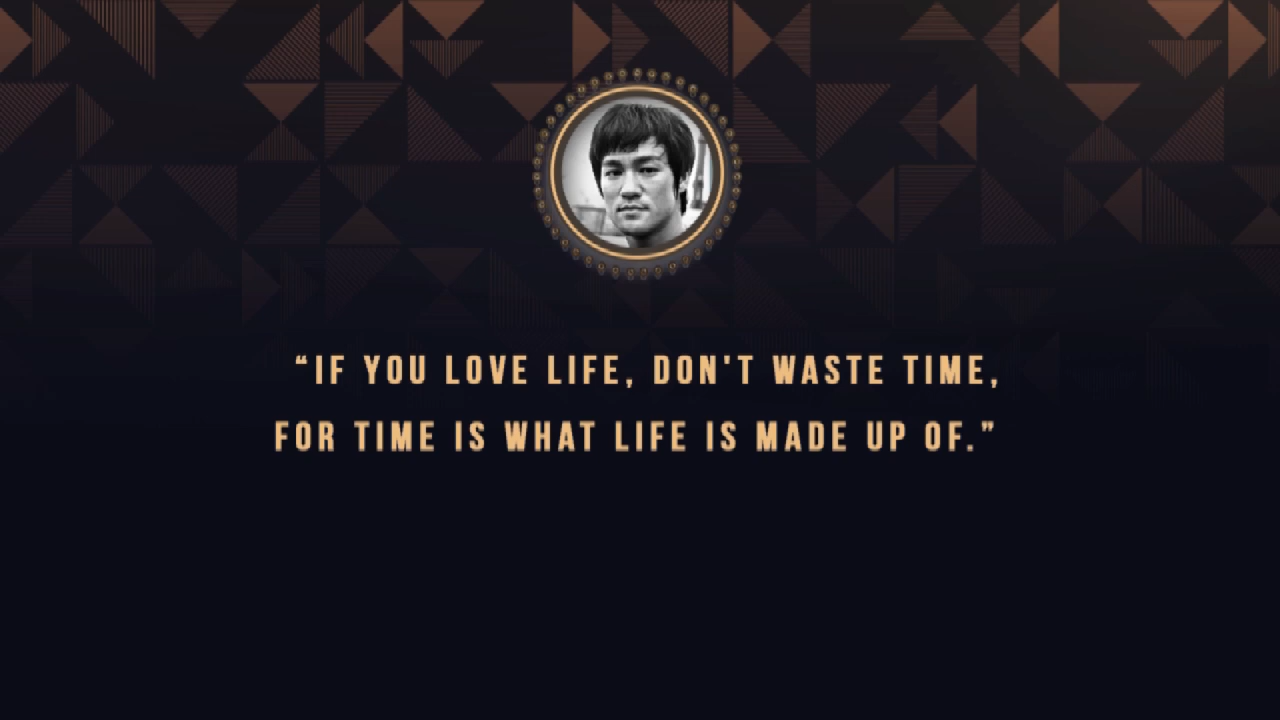 “IF YOU LOVE LIFE, DON'T WASTE TIME,
FOR TIME IS WHAT LIFE IS MADE UP OF.”